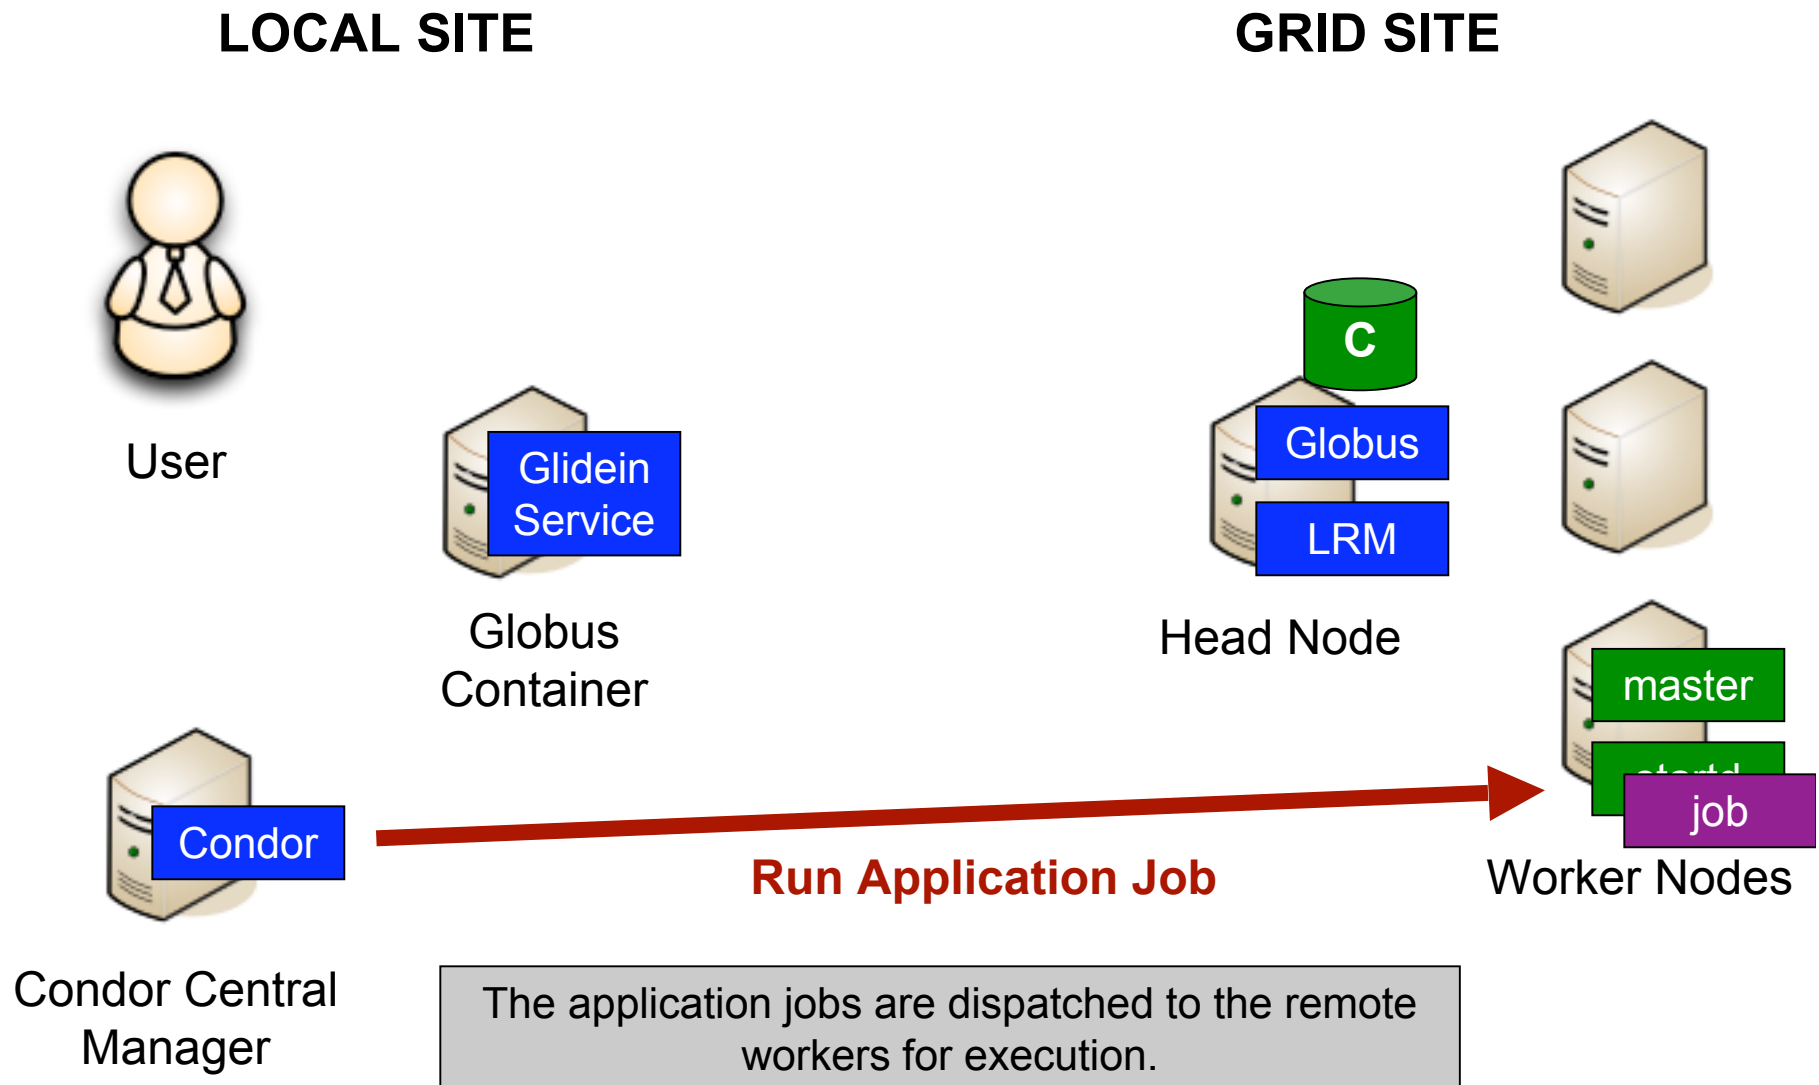 LOCAL SITE
GRID SITE
User
Glidein
Service
Globus
Container
C
Globus
LRM
Head Node
master
startd
job
Worker Nodes
Condor
Run Application Job
Condor Central
Manager
The application jobs are dispatched to the remote
workers for execution.